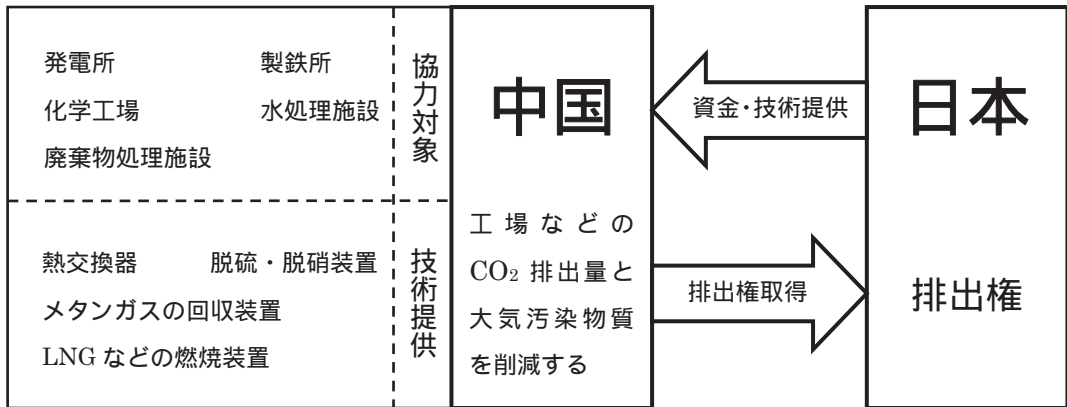 発電所 製鉄所
化学工場 水処理施設
廃棄物処理施設
協力対象
熱交換器 脱硫・脱硝装置
メタンガスの回収装置
LNG などの燃焼装置
技術提供
中国
工場などの
CO₂ 排出量と
大気汚染物質
を削減する
資金・技術提供
排出権取得
日本
排出権